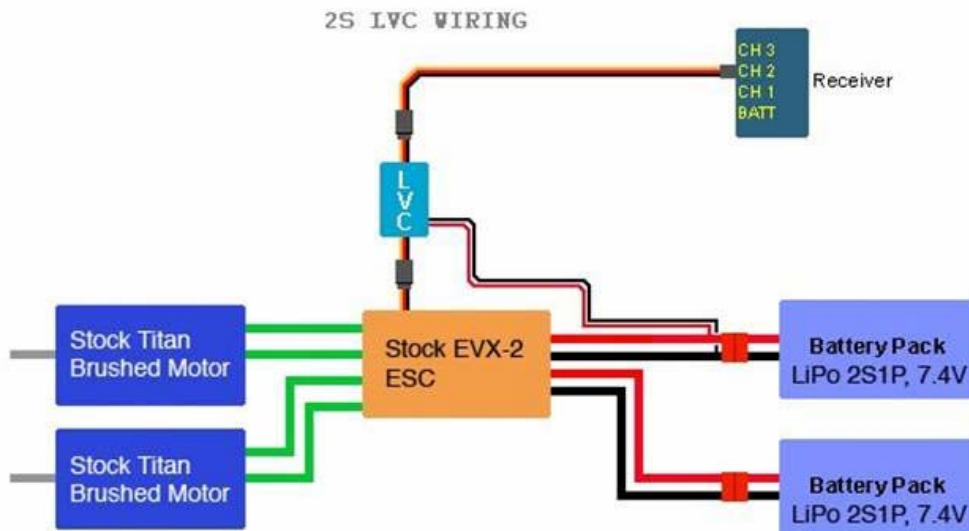 2S LVC WIRING
CH 3
CH 2
CH 1
BATT
Receiver
L
V
C
Stock Titan
Brushed Motor
Stock EVX-2
ESC
Battery Pack
LiPo 2S1P, 7.4V
Stock Titan
Brushed Motor
Battery Pack
LiPo 2S1P, 7.4V